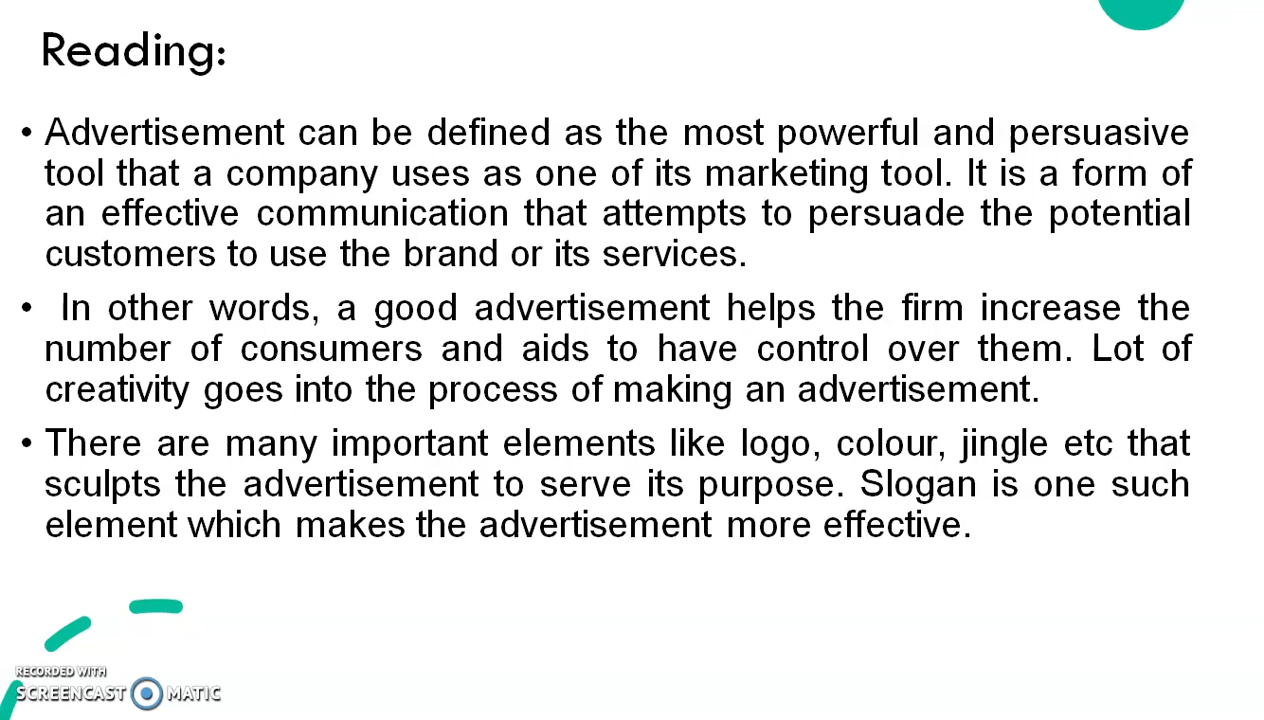 Reading:
• Advertisement can be defined as the most powerful and persuasive
tool that a company uses as one of its marketing tool. It is a form of
an effective communication that attempts to persuade the potential
customers to use the brand or its services.
• In other words, a good advertisement helps the firm increase the
number of consumers and aids to have control over them. Lot of
creativity goes into the process of making an advertisement.
• There are many important elements like logo, colour, jingle etc that
sculpts the advertisement to serve its purpose. Slogan is one such
element which makes the advertisement more effective.
RECORDED WITH
SCREENCAST MATIC